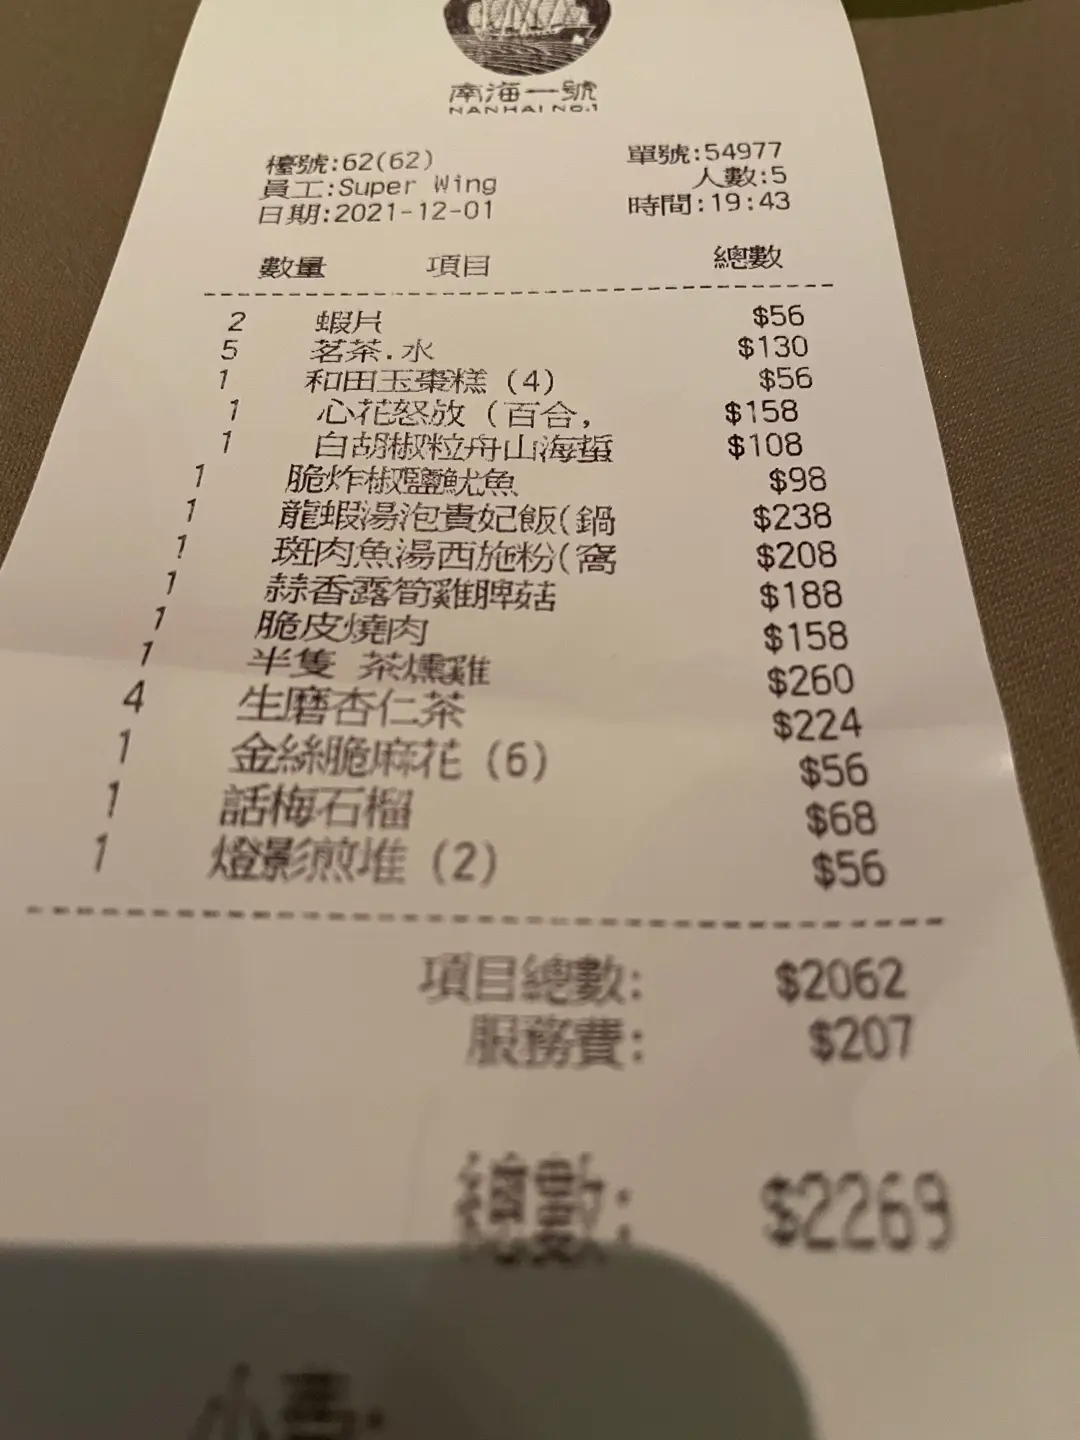 南海一號
NANHAI NO.1
檯號:62(62) 單號:54977
員工:Super Wing 人數:5
日期:2021-12-01 時間:19:43
數量 項目 總數
2 蝦片 $56
5 茗茶.水 $130
1 和田玉棗糕 (4) $56
1 心花怒放 (百合, $158
1 白胡椒粒舟山海蜇 $108
1 脆炸椒鹽魷魚 $98
1 龍蝦湯泡貴妃飯(鍋 $238
1 斑肉魚湯西施粉(窩 $208
1 蒜香露筍雞脾菇 $188
1 脆皮燒肉 $158
1 半隻 茶燻雞 $260
4 生磨杏仁茶 $224
1 金絲脆麻花 (6) $56
1 話梅石榴 $68
1 燈影煎堆 (2) $56
項目總數: $2062
服務費: $207
總數: $2269